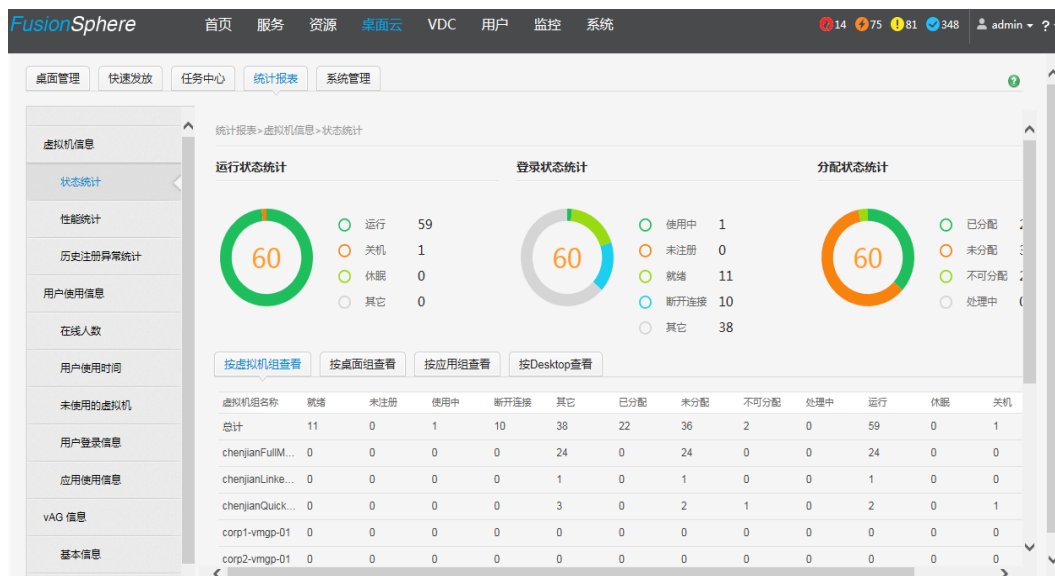 FusionSphere 首页 服务 资源 桌面云 VDC 用户 监控 系统 14 75 81 348 admin ?
桌面管理 快速发放 任务中心 统计报表 系统管理 ?
虚拟机信息
状态统计
性能统计
历史注册异常统计
用户使用信息
在线人数
用户使用时间
未使用的虚拟机
用户登录信息
应用使用信息
vAG 信息
基本信息
统计报表>虚拟机信息>状态统计
运行状态统计
60
运行 59
关机 1
休眠 0
其它 0
登录状态统计
60
使用中 1
未注册 0
就绪 11
断开连接 10
其它 38
分配状态统计
60
已分配
未分配
不可分配
处理中
按虚拟机组查看 按桌面组查看 按应用组查看 按Desktop查看
虚拟机组名称 就绪 未注册 使用中 断开连接 其它 已分配 未分配 不可分配 处理中 运行 休眠 关机
总计 11 0 1 10 38 22 36 2 0 59 0 1
chenjianFullM... 0 0 0 0 24 0 24 0 0 24 0 0
chenjianLinke... 0 0 0 0 1 0 1 0 0 1 0 0
chenjianQuick... 0 0 0 0 3 0 2 1 0 2 0 1
corp1-vmgp-01 0 0 0 0 0 0 0 0 0 0 0 0
corp2-vmgp-01 0 0 0 0 0 0 0 0 0 0 0 0